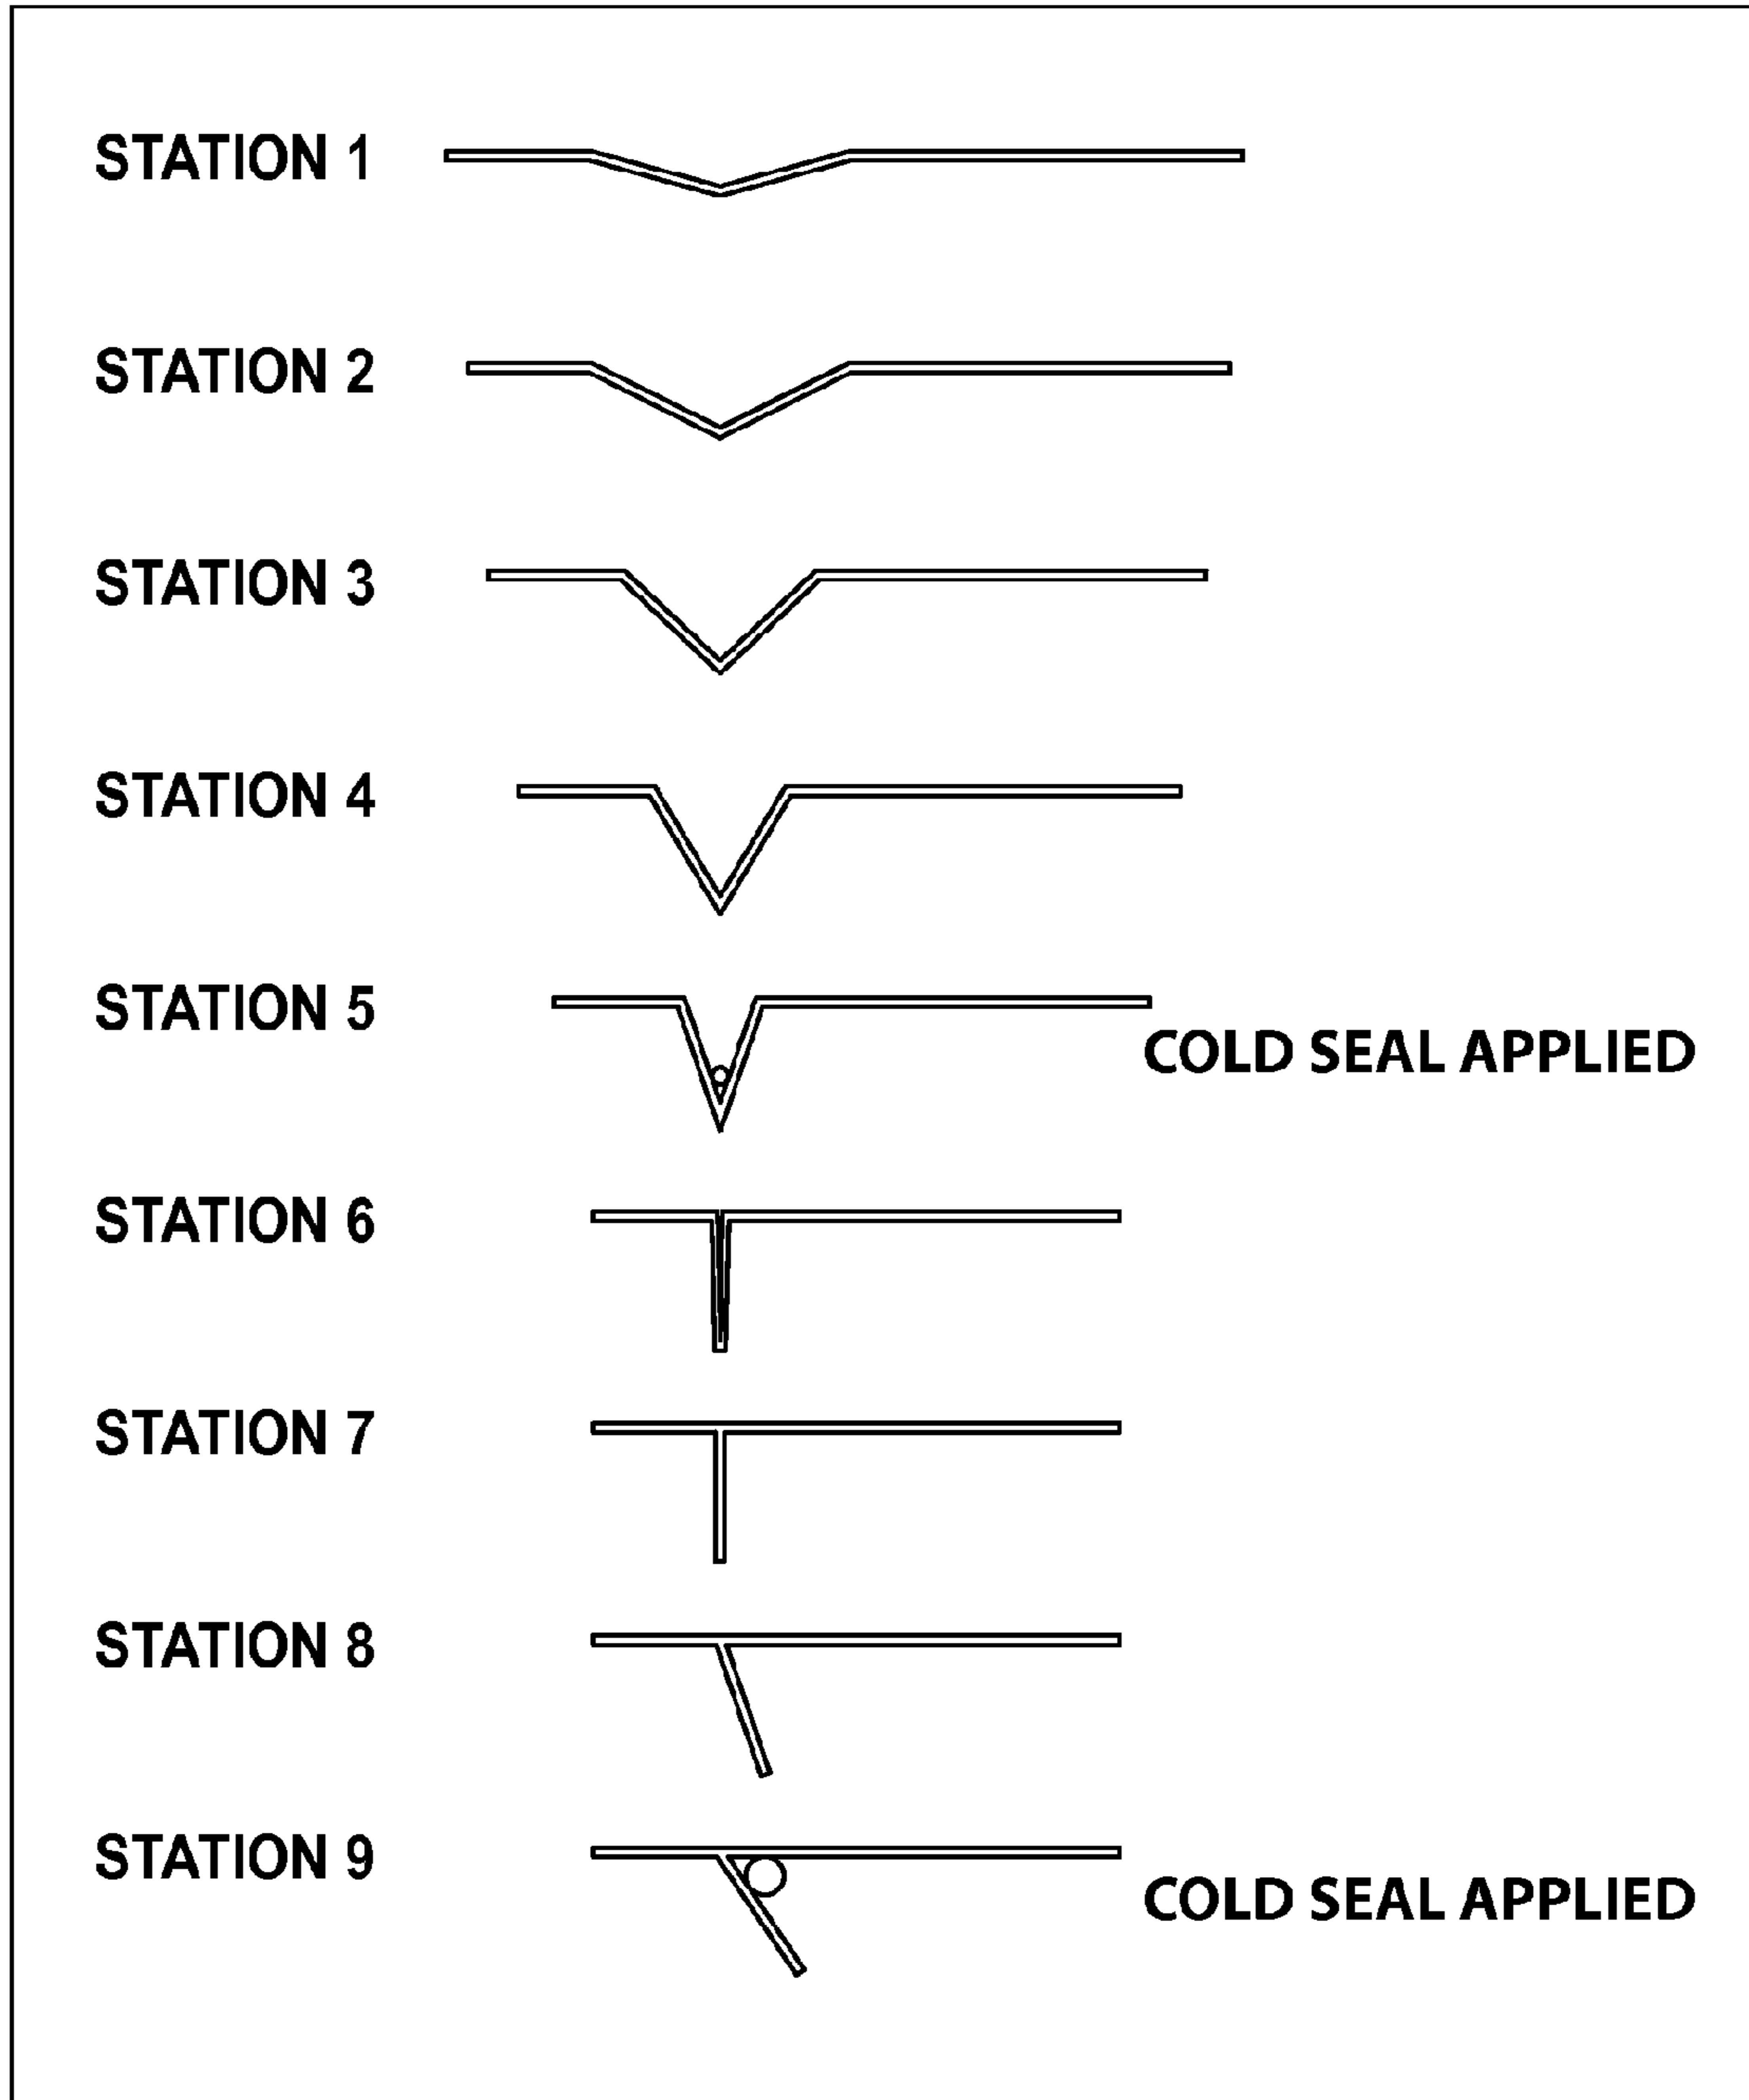 STATION 1
STATION 2
STATION 3
STATION 4
STATION 5
COLD SEAL APPLIED
STATION 6
STATION 7
STATION 8
STATION 9
COLD SEAL APPLIED